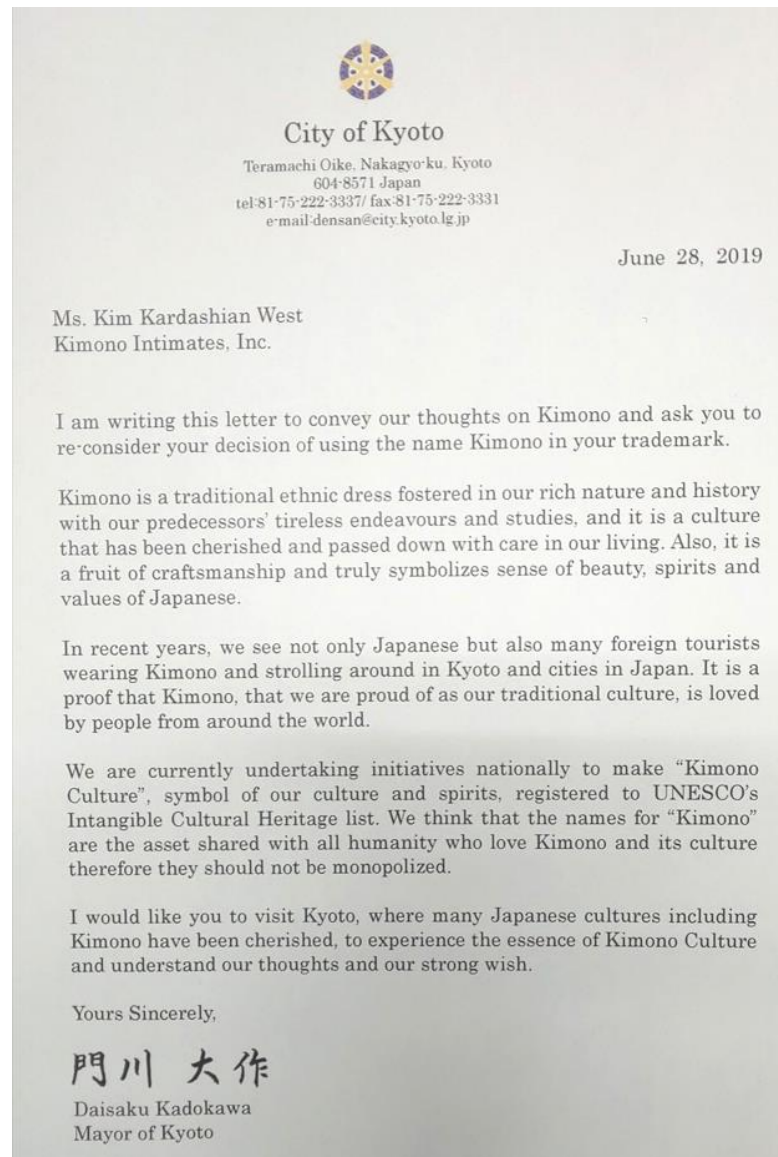 City of Kyoto
Teramachi Oike, Nakagyo-ku, Kyoto
604-8571 Japan
tel:81-75-222-3337/ fax:81-75-222-3331
e-mail:densan@city.kyoto.lg.jp
June 28, 2019
Ms. Kim Kardashian West
Kimono Intimates, Inc.
I am writing this letter to convey our thoughts on Kimono and ask you to
re-consider your decision of using the name Kimono in your trademark.
Kimono is a traditional ethnic dress fostered in our rich nature and history
with our predecessors' tireless endeavours and studies, and it is a culture
that has been cherished and passed down with care in our living. Also, it is
a fruit of craftsmanship and truly symbolizes sense of beauty, spirits and
values of Japanese.
In recent years, we see not only Japanese but also many foreign tourists
wearing Kimono and strolling around in Kyoto and cities in Japan. It is a
proof that Kimono, that we are proud of as our traditional culture, is loved
by people from around the world.
We are currently undertaking initiatives nationally to make “Kimono
Culture”, symbol of our culture and spirits, registered to UNESCO's
Intangible Cultural Heritage list. We think that the names for “Kimono”
are the asset shared with all humanity who love Kimono and its culture
therefore they should not be monopolized.
I would like you to visit Kyoto, where many Japanese cultures including
Kimono have been cherished, to experience the essence of Kimono Culture
and understand our thoughts and our strong wish.
Yours Sincerely,
門川 大作
Daisaku Kadokawa
Mayor of Kyoto